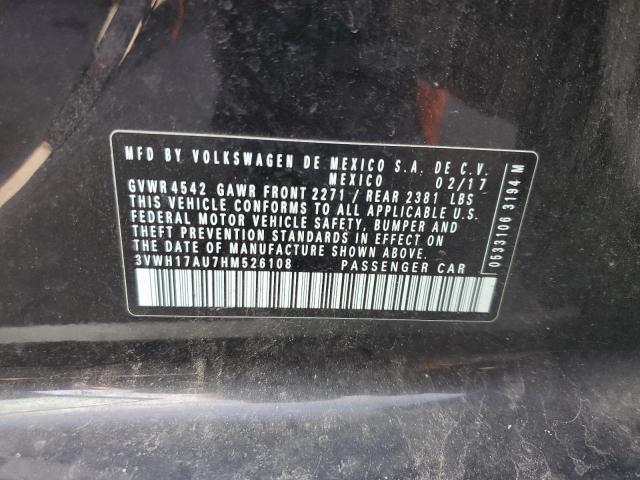 MFD BY VOLKSWAGEN DE MEXICO S.A. DE C.V.
MEXICO 02/17
GVWR 4542 GAWR FRONT 2271 / REAR 2381 LBS
THIS VEHICLE CONFORMS TO ALL APPLICABLE U.S.
FEDERAL MOTOR VEHICLE SAFETY, BUMPER AND
THEFT PREVENTION STANDARDS IN EFFECT ON
THE DATE OF MANUFACTURE SHOWN ABOVE.
3VWH17AU7HM526108 PASSENGER CAR
0533106 3194 M